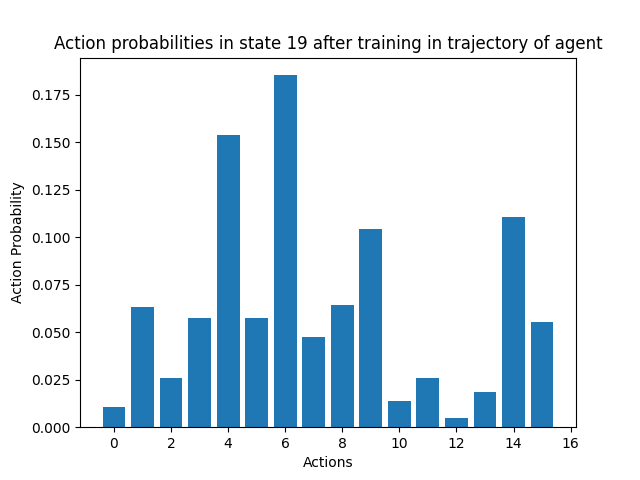 Action probabilities in state 19 after training in trajectory of agent
0.175
0.150
0.125
0.100
0.075
0.050
0.025
0.000
Action Probability
0 2 4 6 8 10 12 14 16
Actions